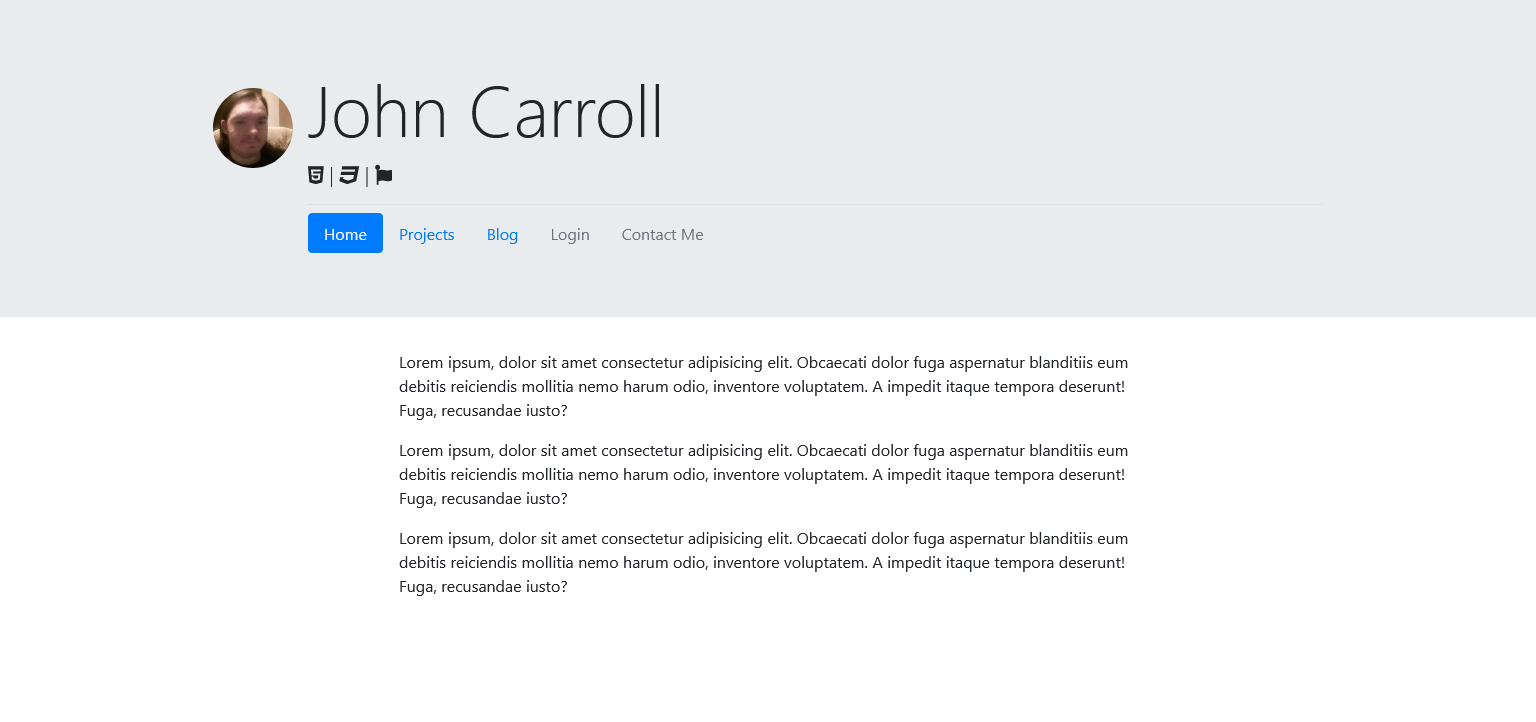 John Carroll
| |
Home Projects Blog Login Contact Me
Lorem ipsum, dolor sit amet consectetur adipisicing elit. Obcaecati dolor fuga aspernatur blanditiis eum
debitis reiciendis mollitia nemo harum odio, inventore voluptatem. A impedit itaque tempora deserunt!
Fuga, recusandae iusto?
Lorem ipsum, dolor sit amet consectetur adipisicing elit. Obcaecati dolor fuga aspernatur blanditiis eum
debitis reiciendis mollitia nemo harum odio, inventore voluptatem. A impedit itaque tempora deserunt!
Fuga, recusandae iusto?
Lorem ipsum, dolor sit amet consectetur adipisicing elit. Obcaecati dolor fuga aspernatur blanditiis eum
debitis reiciendis mollitia nemo harum odio, inventore voluptatem. A impedit itaque tempora deserunt!
Fuga, recusandae iusto?